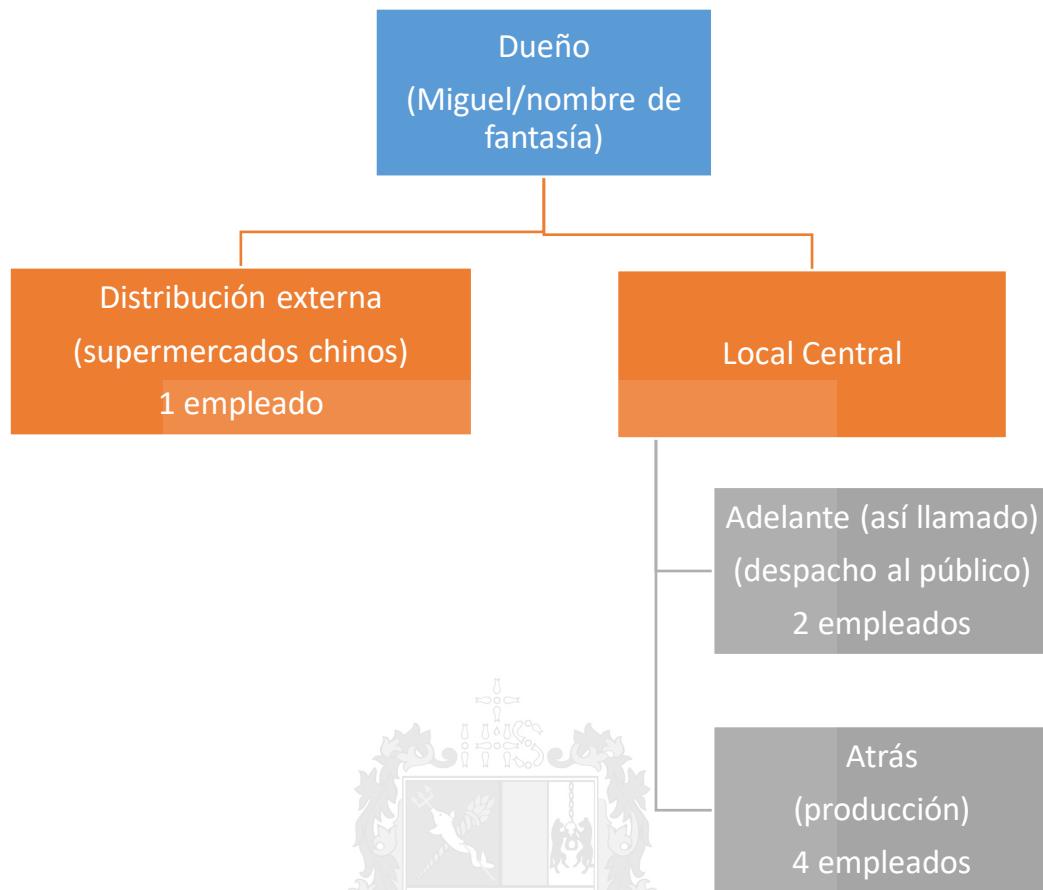 Dueño
(Miguel/nombre de
fantasía)
Distribución externa
(supermercados chinos)
1 empleado
Local Central
Adelante (así llamado)
(despacho al público)
2 empleados
Atrás
(producción)
4 empleados
IHS